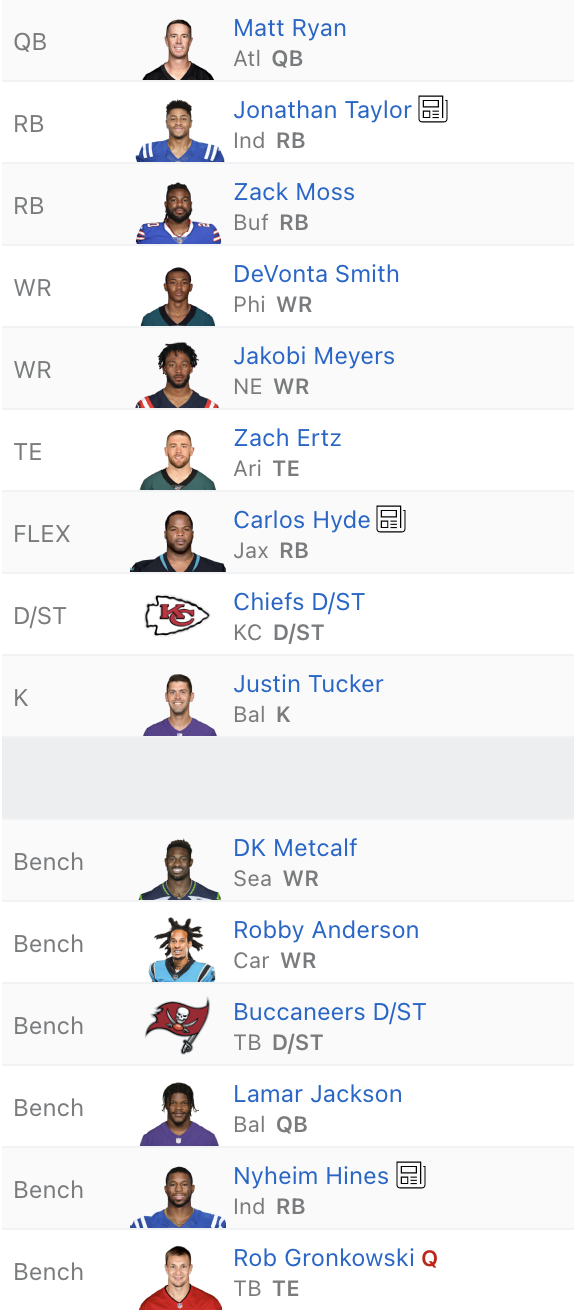 QB
Matt Ryan
Atl QB
RB
Jonathan Taylor
Ind RB
RB
Zack Moss
Buf RB
WR
DeVonta Smith
Phi WR
WR
Jakobi Meyers
NE WR
TE
Zach Ertz
Ari TE
FLEX
Carlos Hyde
Jax RB
D/ST
KC
Chiefs D/ST
KC D/ST
K
Justin Tucker
Bal K
Bench
DK Metcalf
Sea WR
Bench
Robby Anderson
Car WR
Bench
Buccaneers D/ST
TB D/ST
Bench
Lamar Jackson
Bal QB
Bench
Nyheim Hines
Ind RB
Bench
Rob Gronkowski Q
TB TE